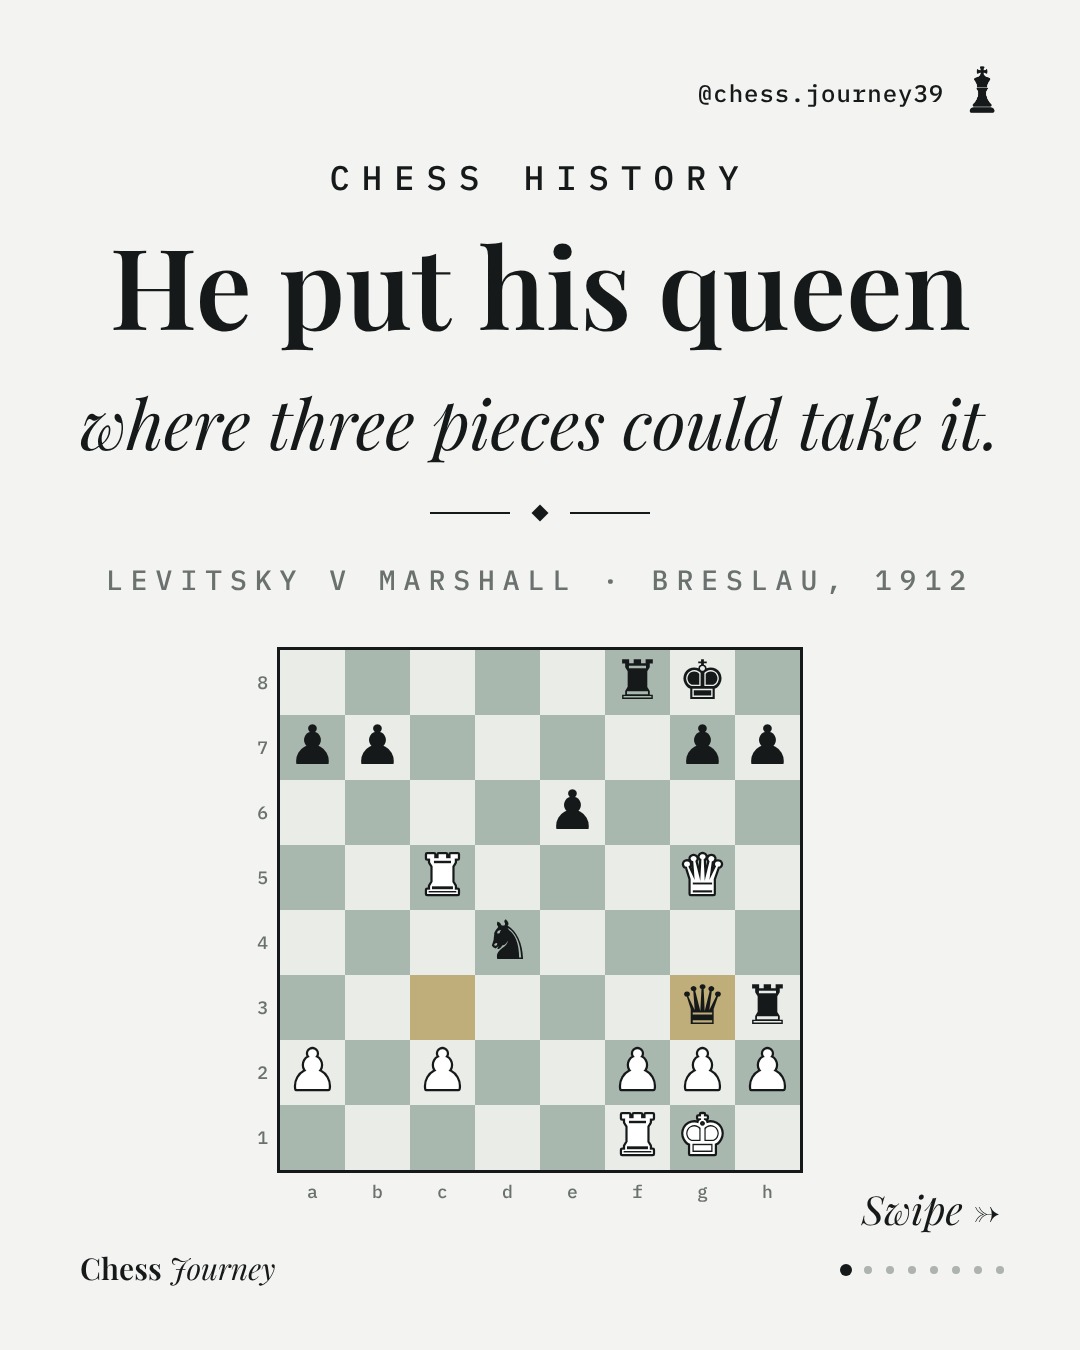 @chess.journey39
CHESS HISTORY
He put his queen
where three pieces could take it.
LEVITSKY V MARSHALL · BRESLAU, 1912
8
7
6
5
4
3
2
1
a b c d e f g h
Swipe
Chess Journey